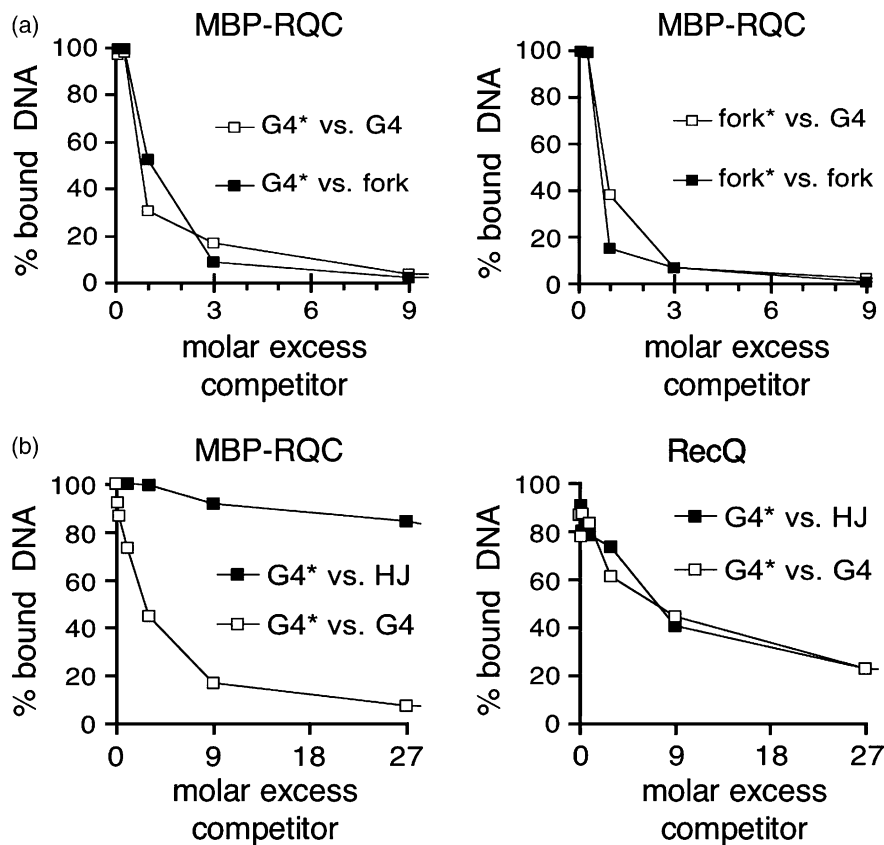 (a)
MBP-RQC
% bound DNA
100
80
60
40
20
0
G4* vs. G4
G4* vs. fork
0 3 6 9
molar excess
competitor
MBP-RQC
% bound DNA
100
80
60
40
20
0
fork* vs. G4
fork* vs. fork
0 3 6 9
molar excess
competitor
(b)
MBP-RQC
% bound DNA
100
80
60
40
20
0
G4* vs. HJ
G4* vs. G4
0 9 18 27
molar excess
competitor
RecQ
% bound DNA
100
80
60
40
20
0
G4* vs. HJ
G4* vs. G4
0 9 18 27
molar excess
competitor